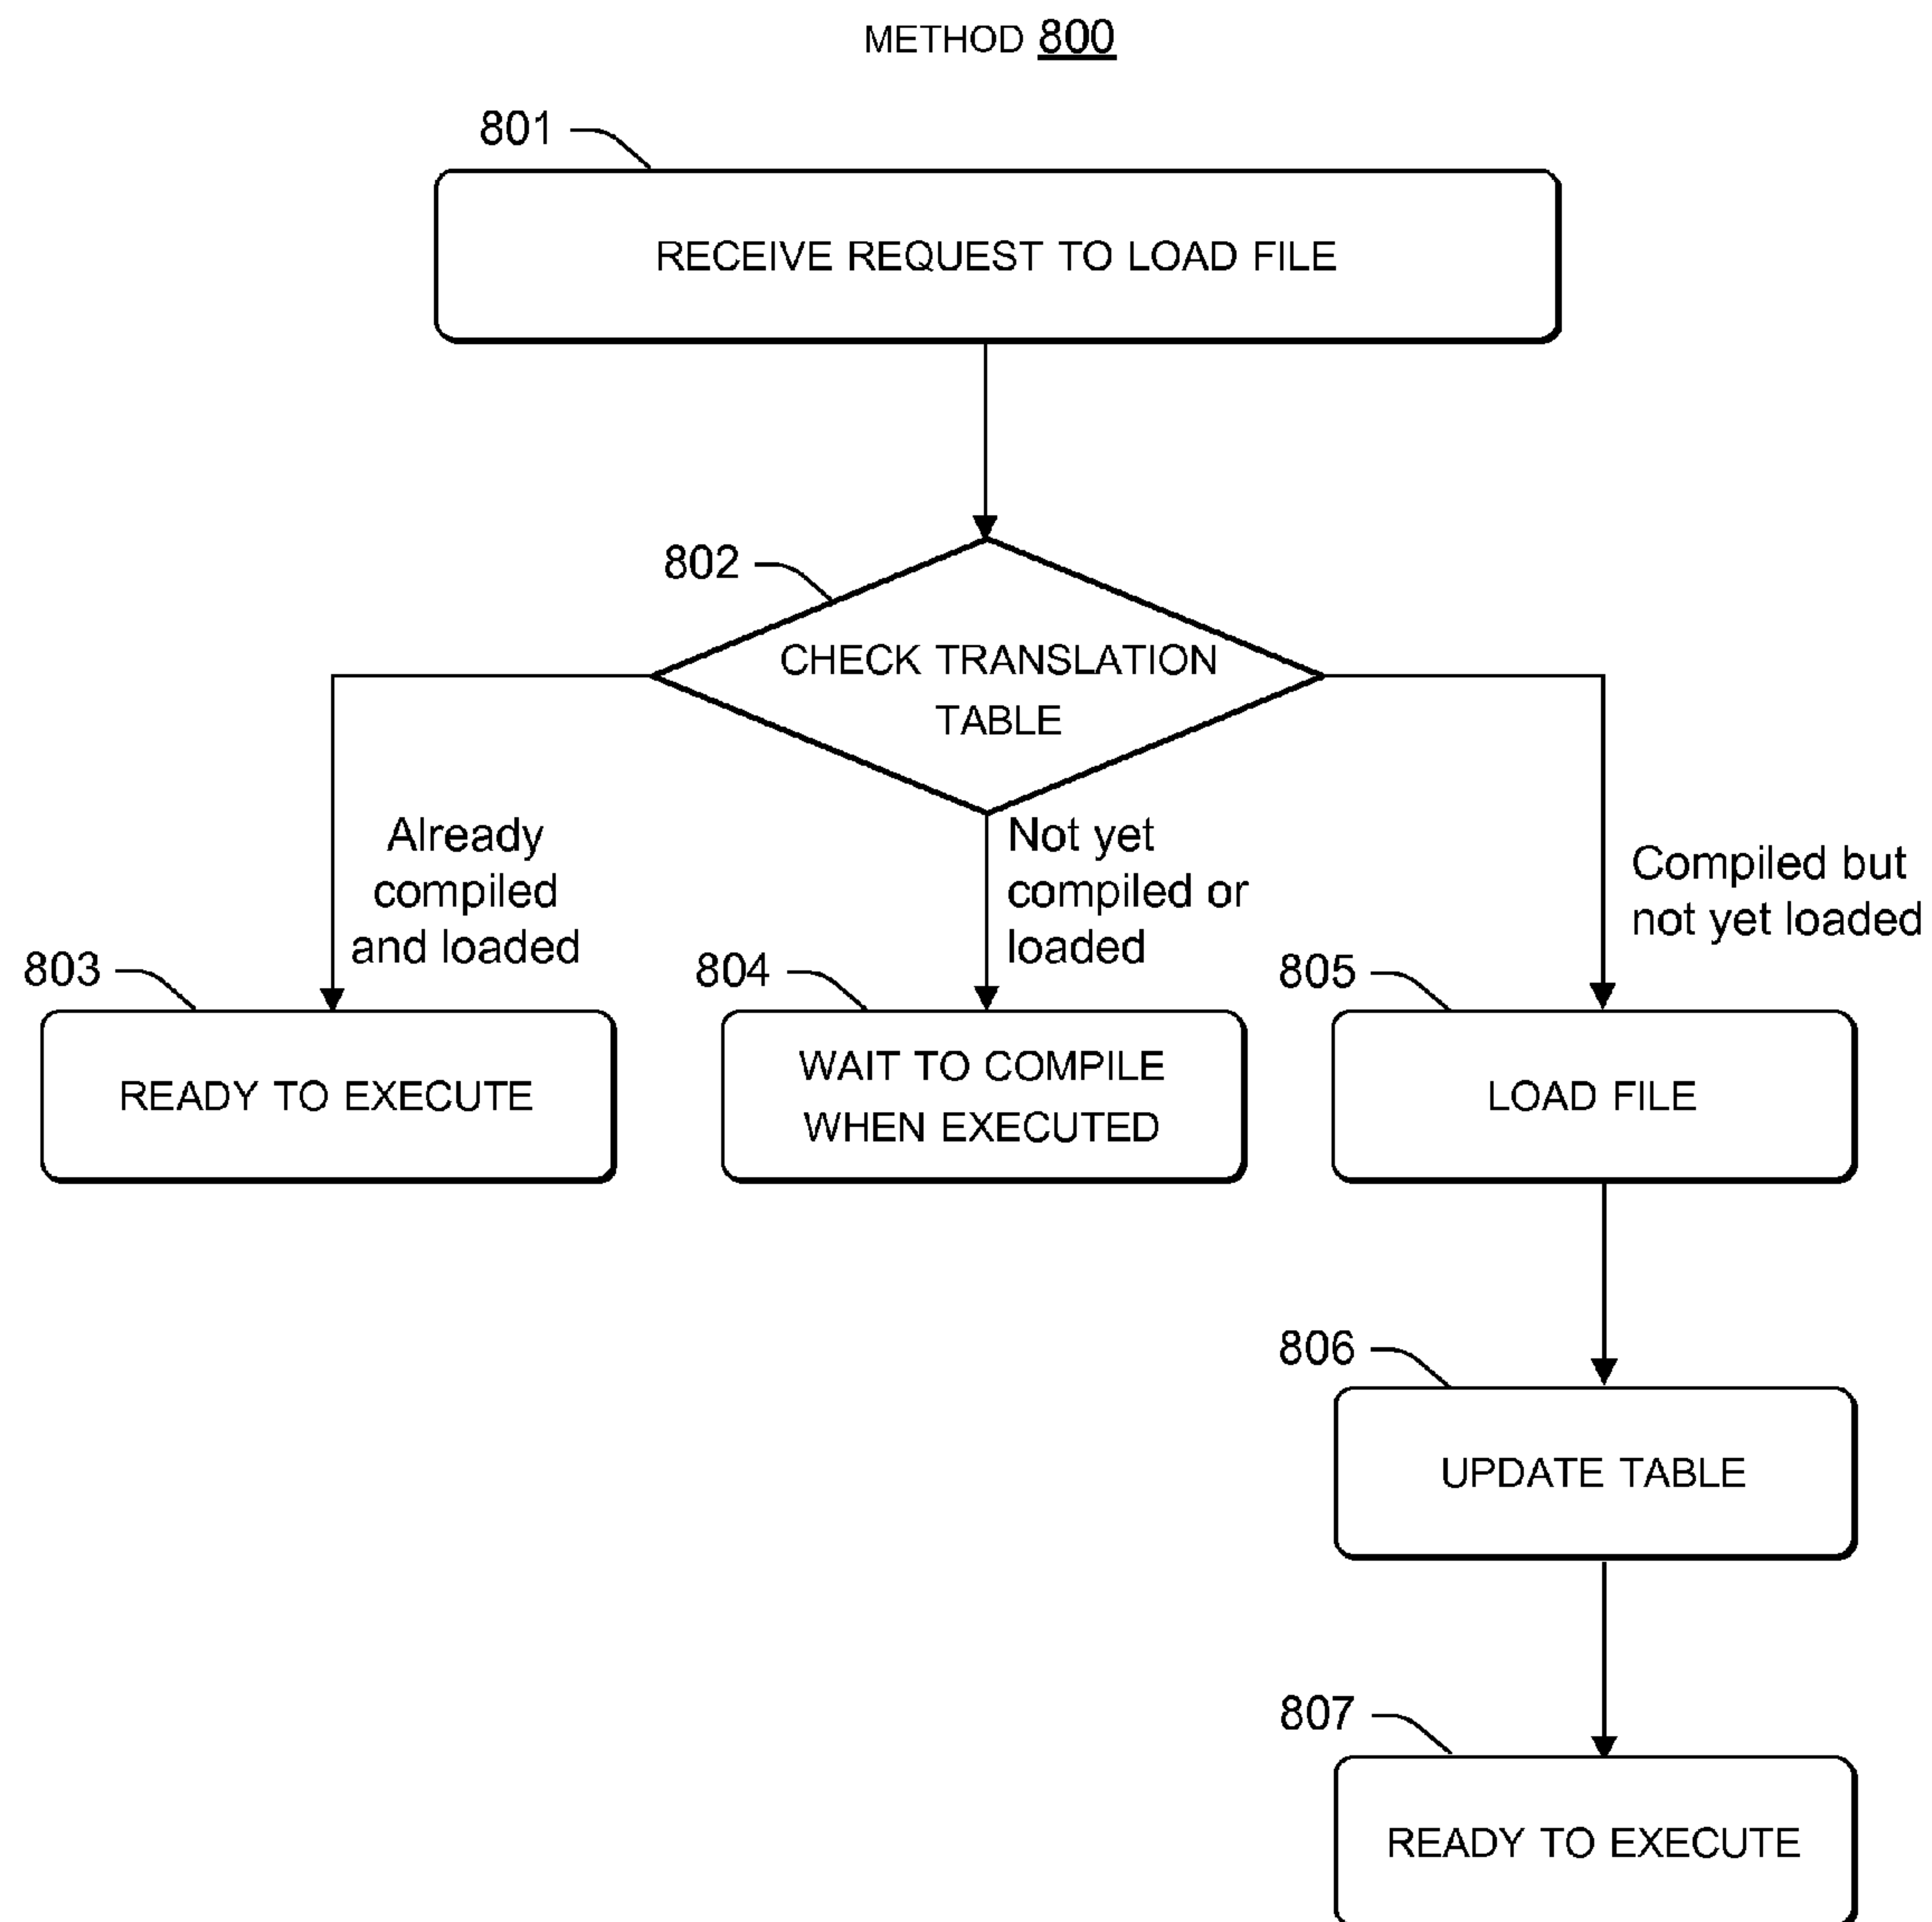 METHOD 800
801
RECEIVE REQUEST TO LOAD FILE
802
CHECK TRANSLATION
TABLE
Already
compiled
and loaded
Not yet
compiled or
loaded
Compiled but
not yet loaded
803
READY TO EXECUTE
804
WAIT TO COMPILE
WHEN EXECUTED
805
LOAD FILE
806
UPDATE TABLE
807
READY TO EXECUTE